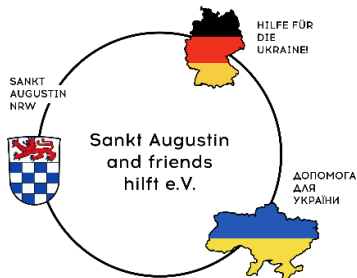 HILFE FÜR
DIE
UKRAINE!
SANKT
AUGUSTIN
NRW
Sankt Augustin
and friends
hilft e.V.
ДОПОМОГА
ДЛЯ
УКРАЇНИ